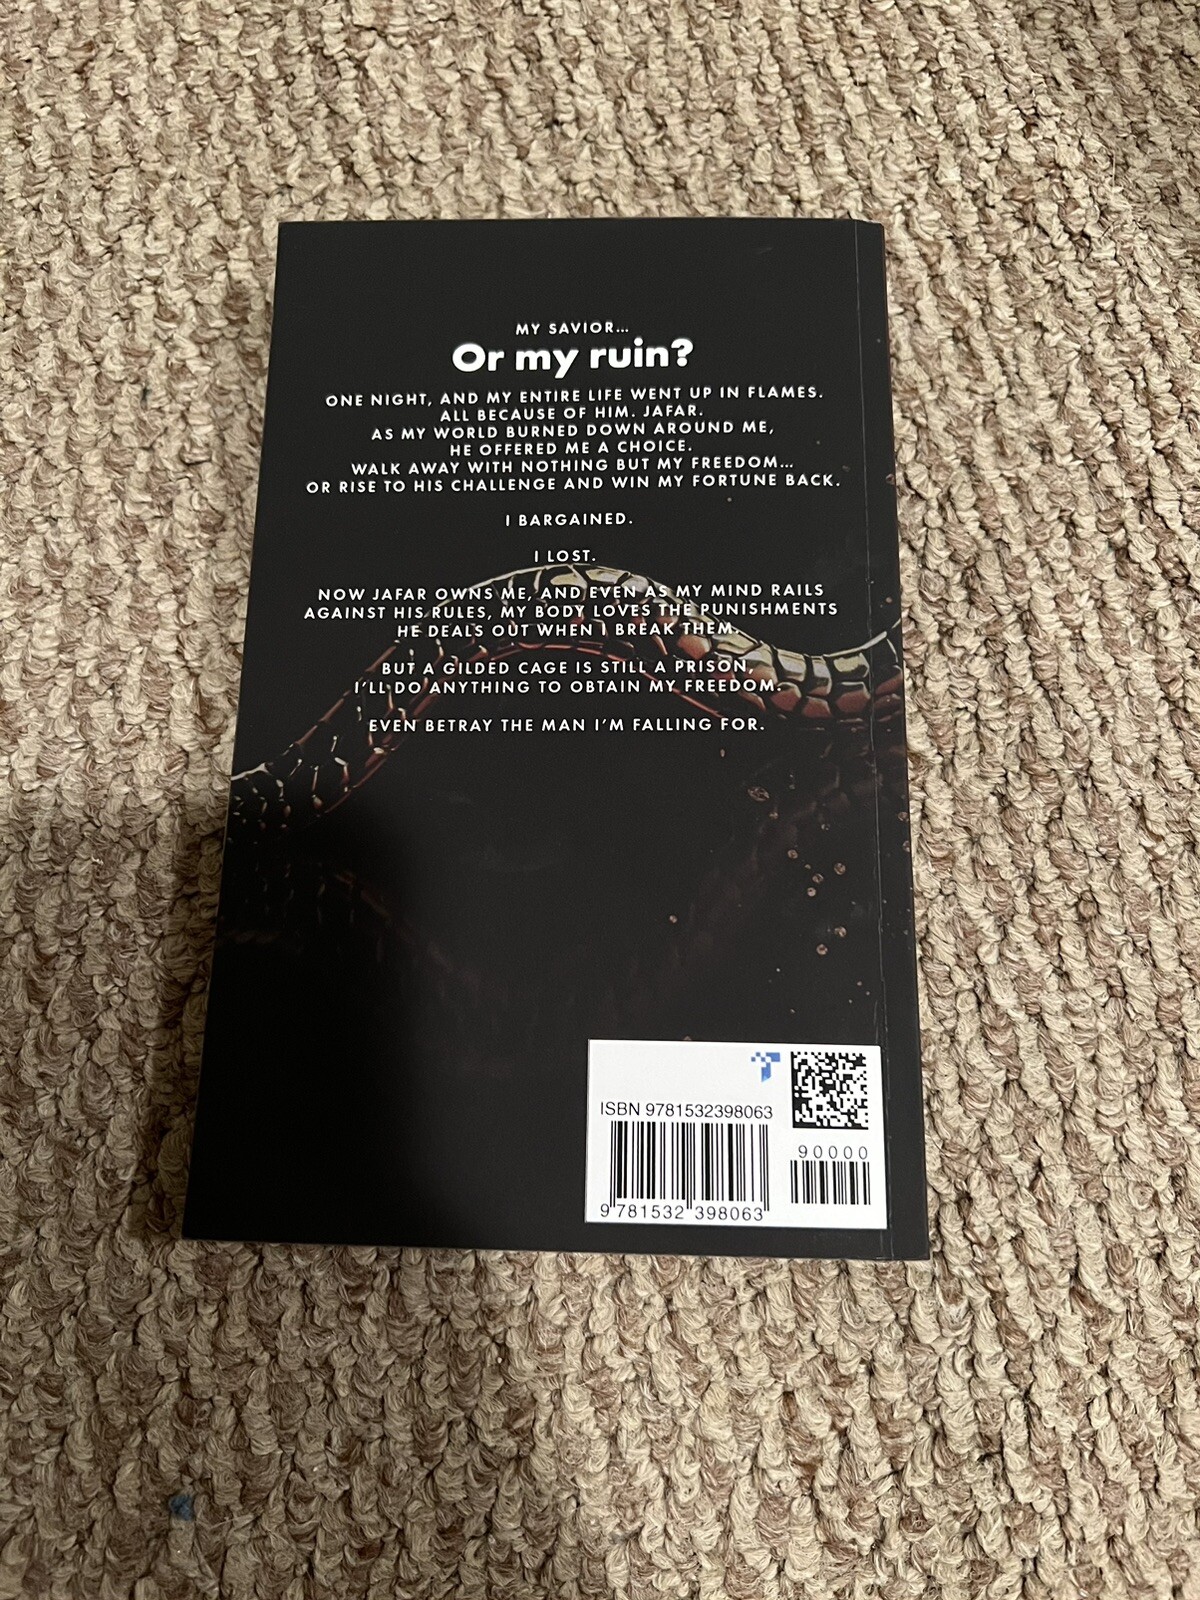 MY SAVIOR...
Or my ruin?
ONE NIGHT, AND MY ENTIRE LIFE WENT UP IN FLAMES.
ALL BECAUSE OF HIM. JAFAR.
AS MY WORLD BURNED DOWN AROUND ME,
HE OFFERED ME A CHOICE.
WALK AWAY WITH NOTHING BUT MY FREEDOM...
OR RISE TO HIS CHALLENGE AND WIN MY FORTUNE BACK.
I BARGAINED.
I LOST.
NOW JAFAR OWNS ME, AND EVEN AS MY MIND RAILS
AGAINST HIS RULES, MY BODY LOVES THE PUNISHMENTS
HE DEALS OUT WHEN I BREAK THEM.
BUT A GILDED CAGE IS STILL A PRISON,
I'LL DO ANYTHING TO OBTAIN MY FREEDOM.
EVEN BETRAY THE MAN I'M FALLING FOR.
ISBN 9781532398063
90000
9 781532 398063